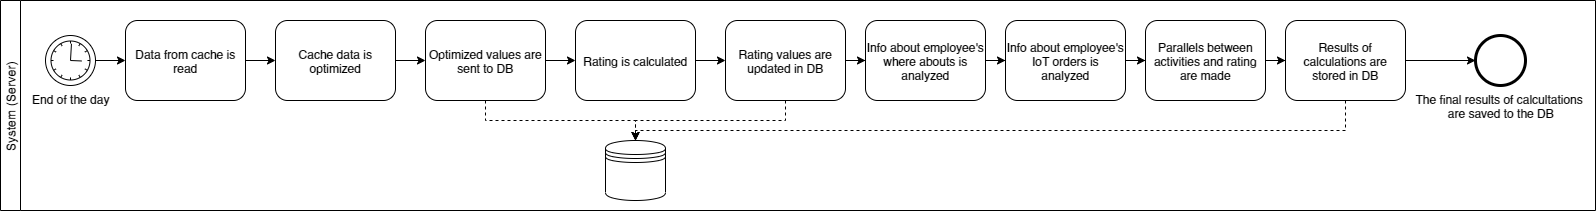 System (Server)
End of the day
Data from cache is
read
Cache data is
optimized
Optimized values are
sent to DB
Rating is calculated
Rating values are
updated in DB
Info about employee's
where abouts is
analyzed
Info about employee's
IoT orders is
analyzed
Parallels between
activities and rating
are made
Results of
calculations are
stored in DB
The final results of calcultations
are saved to the DB